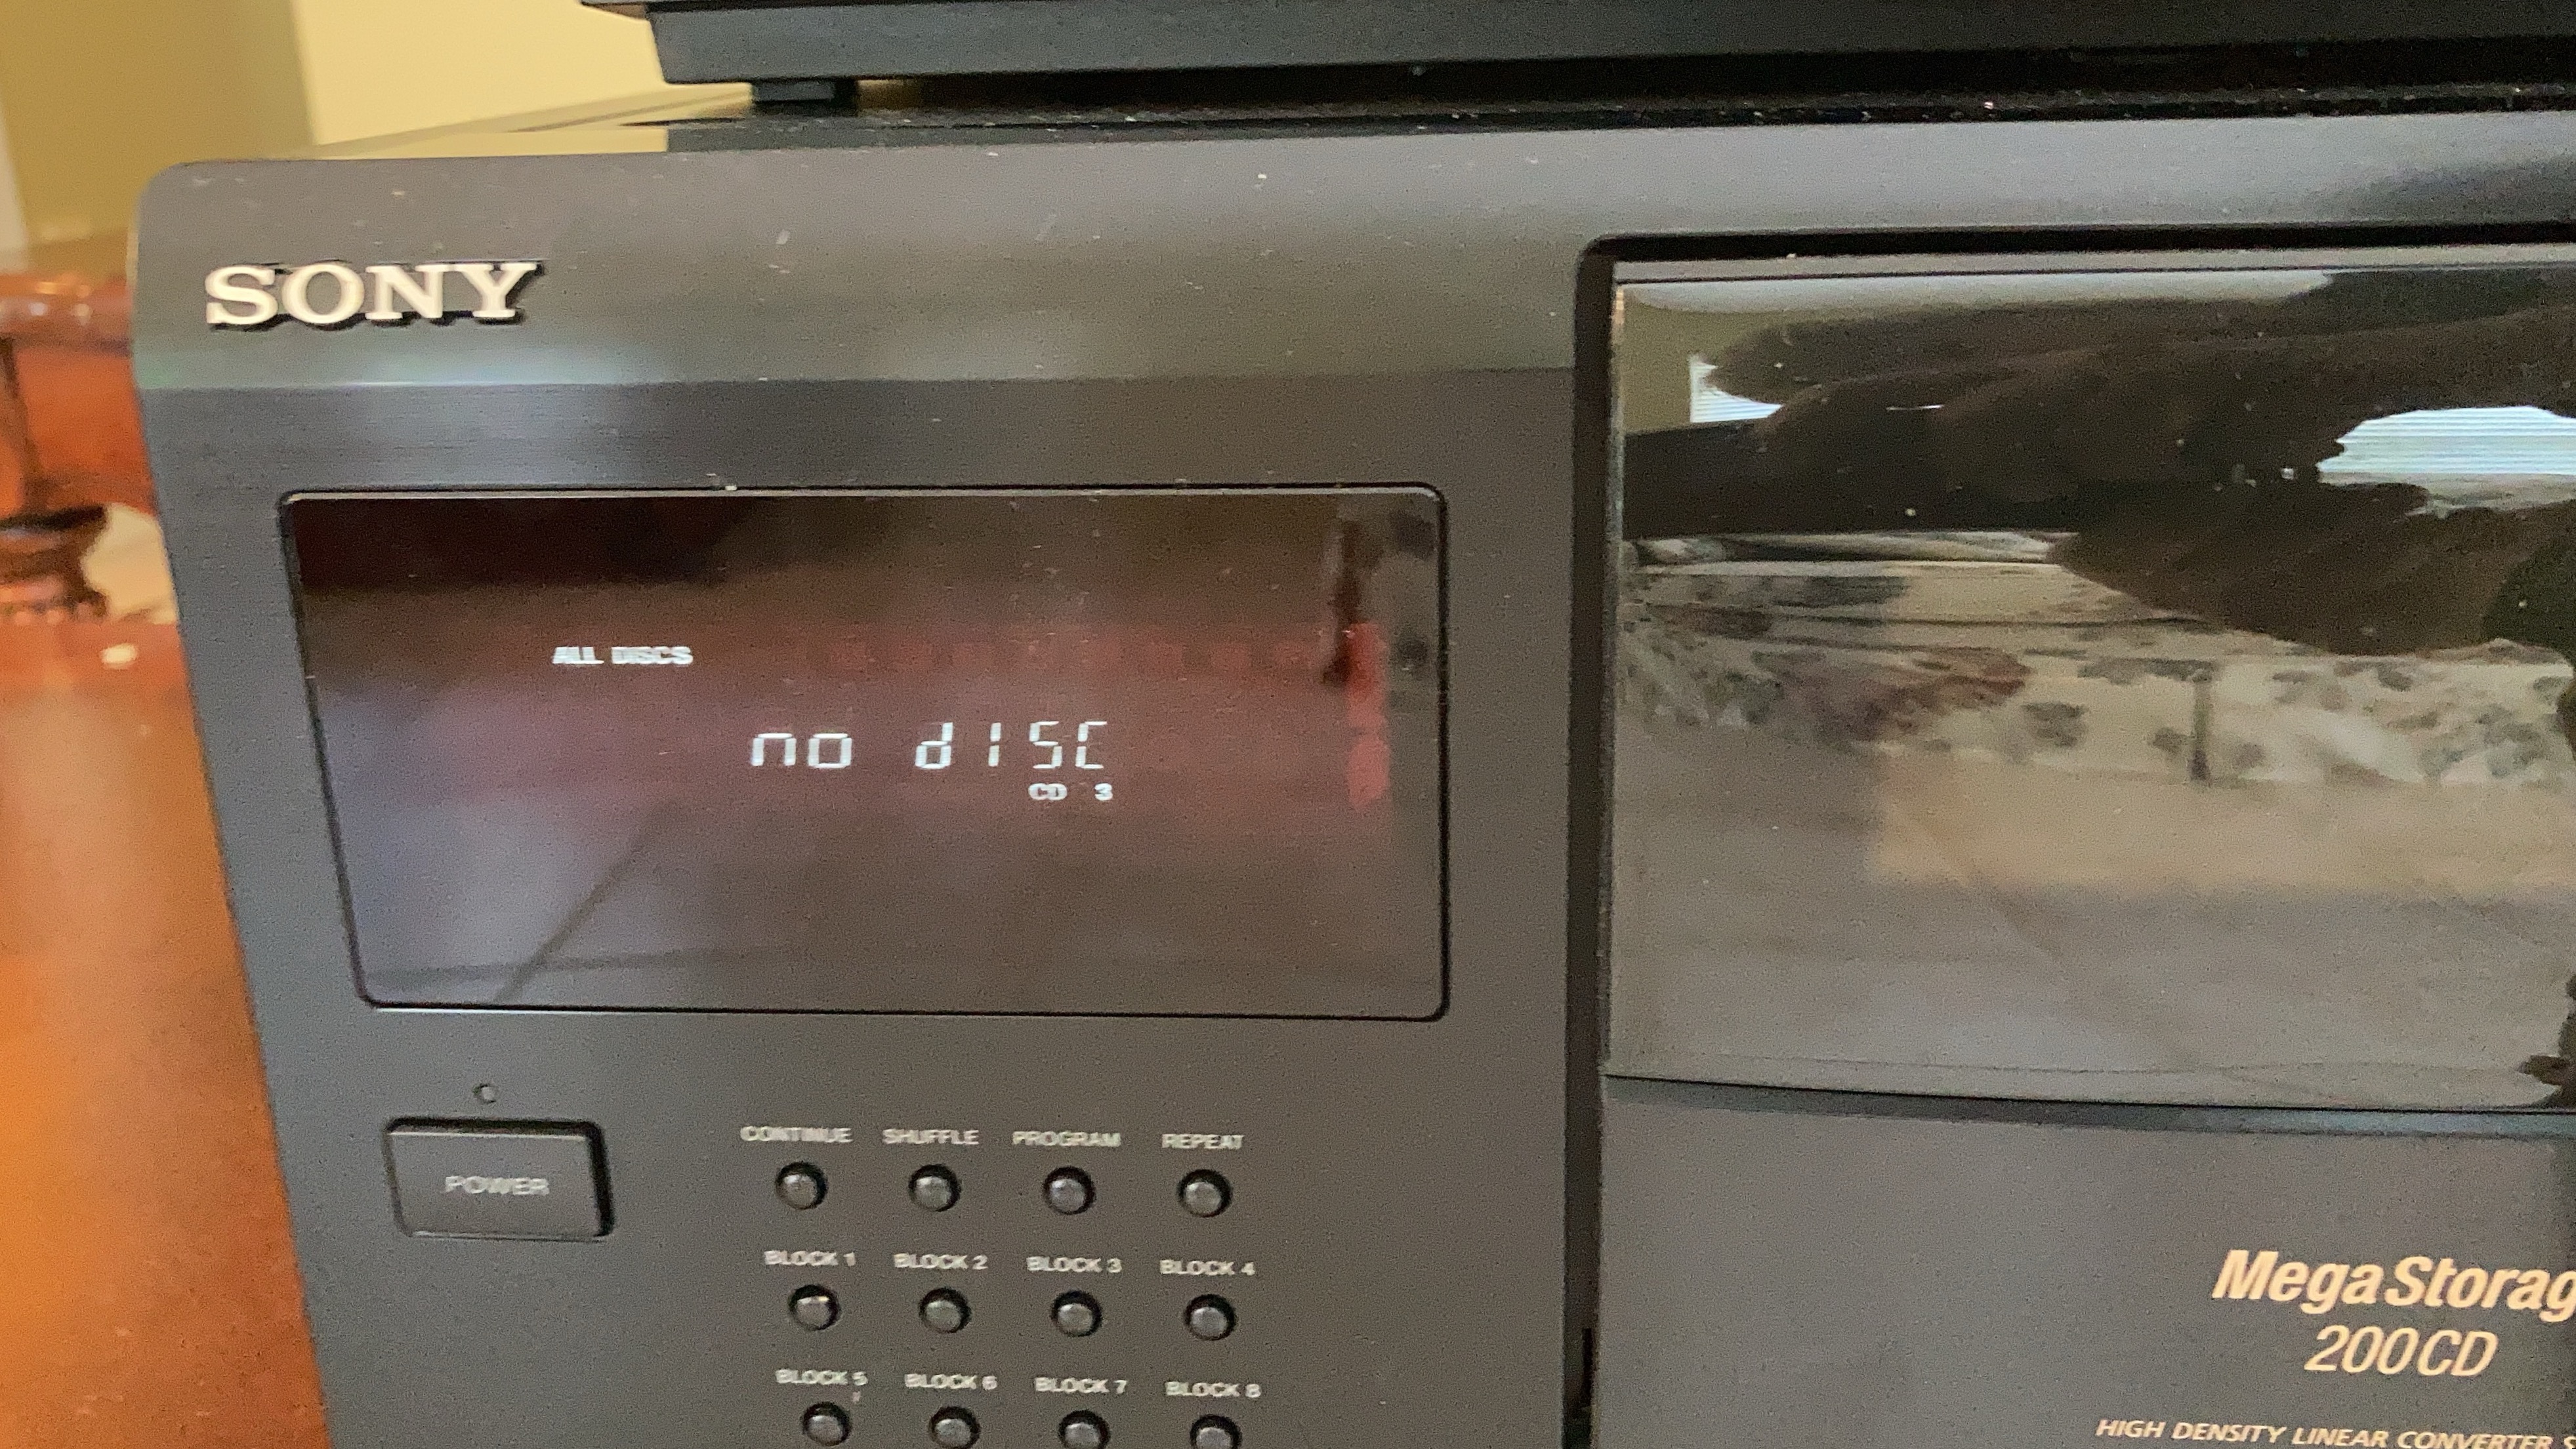 SONY
ALL DISCS
no dISC
CD 3
POWER
CONTINUE SHUFFLE PROGRAM REPEAT
BLOCK 1 BLOCK 2 BLOCK 3 BLOCK 4
BLOCK 5 BLOCK 6 BLOCK 7 BLOCK 8
MegaStorag
200CD
HIGH DENSITY LINEAR CONVERTER